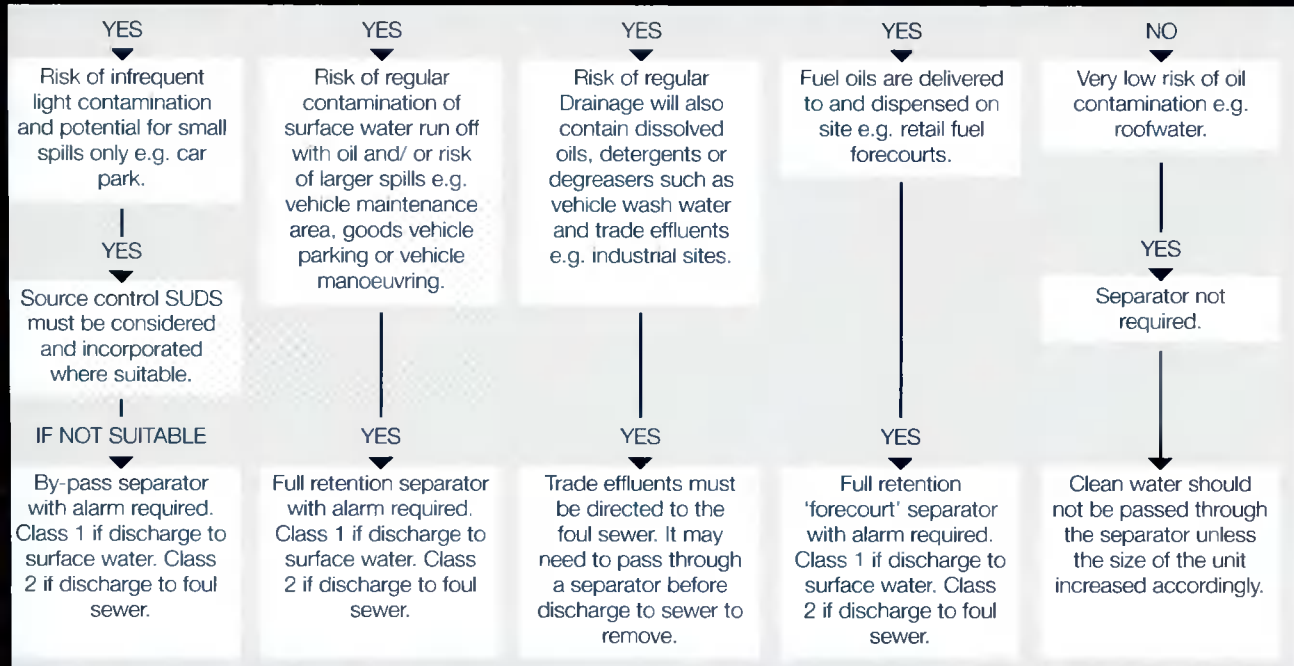 YES
Risk of infrequent
light contamination
and potential for small
spills only e.g. car
park.
YES
Source control SUDS
must be considered
and incorporated
where suitable.
IF NOT SUITABLE
By-pass separator
with alarm required.
Class 1 if discharge to
surface water. Class
2 if discharge to foul
sewer.
YES
Risk of regular
contamination of
surface water run off
with oil and/ or risk
of larger spills e.g.
vehicle maintenance
area, goods vehicle
parking or vehicle
manoeuvring.
YES
Full retention separator
with alarm required.
Class 1 if discharge to
surface water. Class
2 if discharge to foul
sewer.
YES
Risk of regular
Drainage will also
contain dissolved
oils, detergents or
degreasers such as
vehicle wash water
and trade effluents
e.g. industrial sites.
YES
Trade effluents must
be directed to the
foul sewer. It may
need to pass through
a separator before
discharge to sewer to
remove.
YES
Fuel oils are delivered
to and dispensed on
site e.g. retail fuel
forecourts.
YES
Full retention
‘forecourt’ separator
with alarm required.
Class 1 if discharge to
surface water. Class
2 if discharge to foul
sewer.
NO
Very low risk of oil
contamination e.g.
roofwater.
YES
Separator not
required.
Clean water should
not be passed through
the separator unless
the size of the unit
increased accordingly.